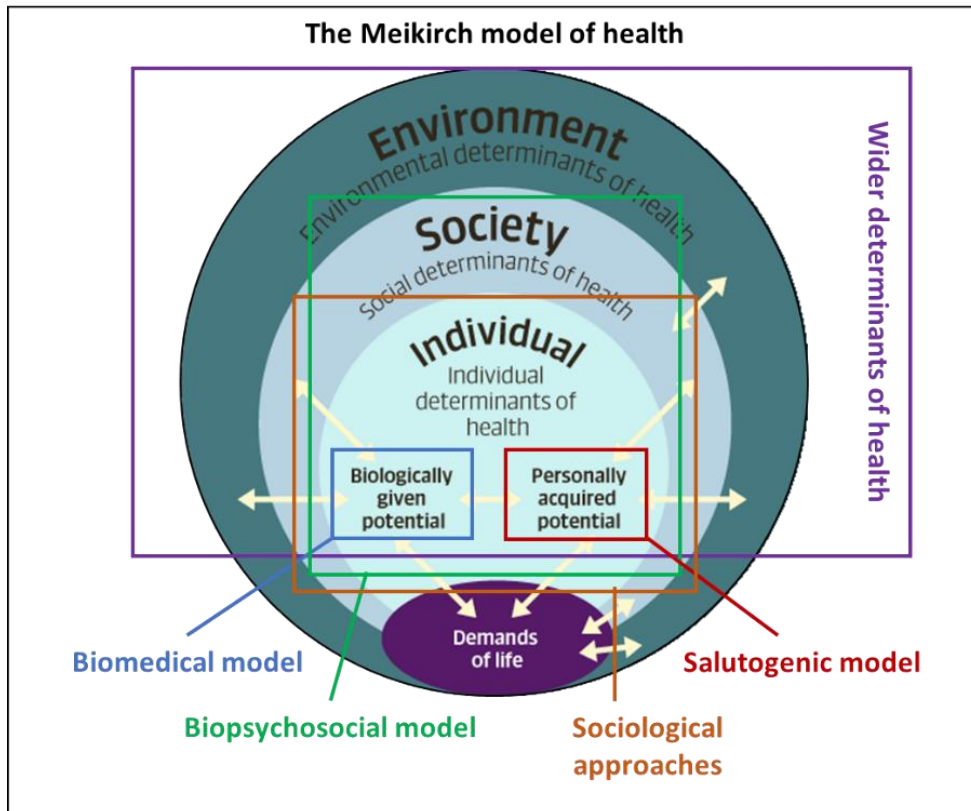 The Meikirch model of health
Environment
Environmental determinants of health
Society
Social determinants of health
Individual
Individual
determinants of
health
Biologically
given
potential
Personally
acquired
potential
Demands
of life
Wider determinants of health
Biomedical model
Salutogenic model
Biopsychosocial model
Sociological
approaches